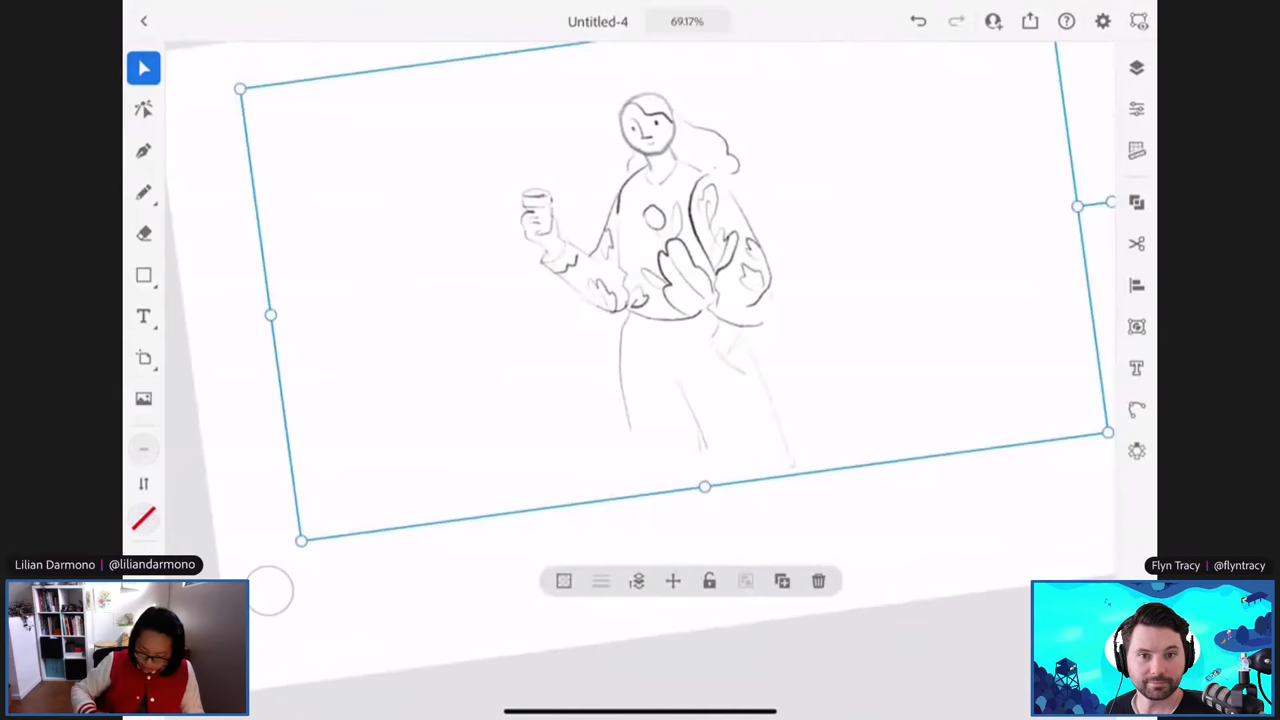 Untitled-4
69.17%
Lilian Darmono | @liliandarmono
Flyn Tracy | @flyntracy